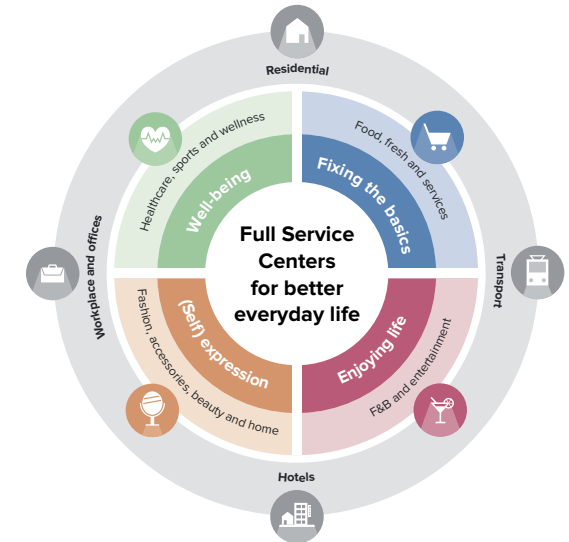 Residential
Healthcare, sports and wellness
Well-being
Food, fresh and services
Fixing the basics
Workplace and offices
Full Service
Centers
for better
everyday life
Transport
(Self) expression
Fashion, accessories, beauty and home
Enjoying life
F&B and entertainment
Hotels